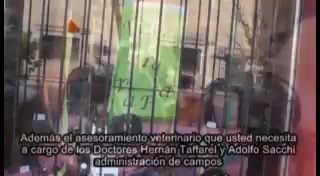 Además el asesoramiento veterinario que usted necesita
a cargo de los Doctores Hernán Taffarel y Adolfo Sacchi
administración de campos